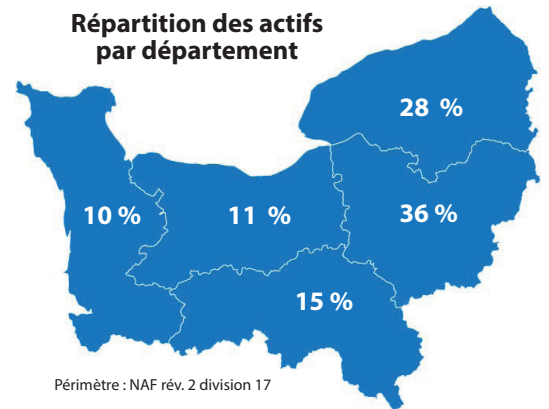 Répartition des actifs
par département
28 %
10 %
11 %
36 %
15 %
Périmètre : NAF rév. 2 division 17